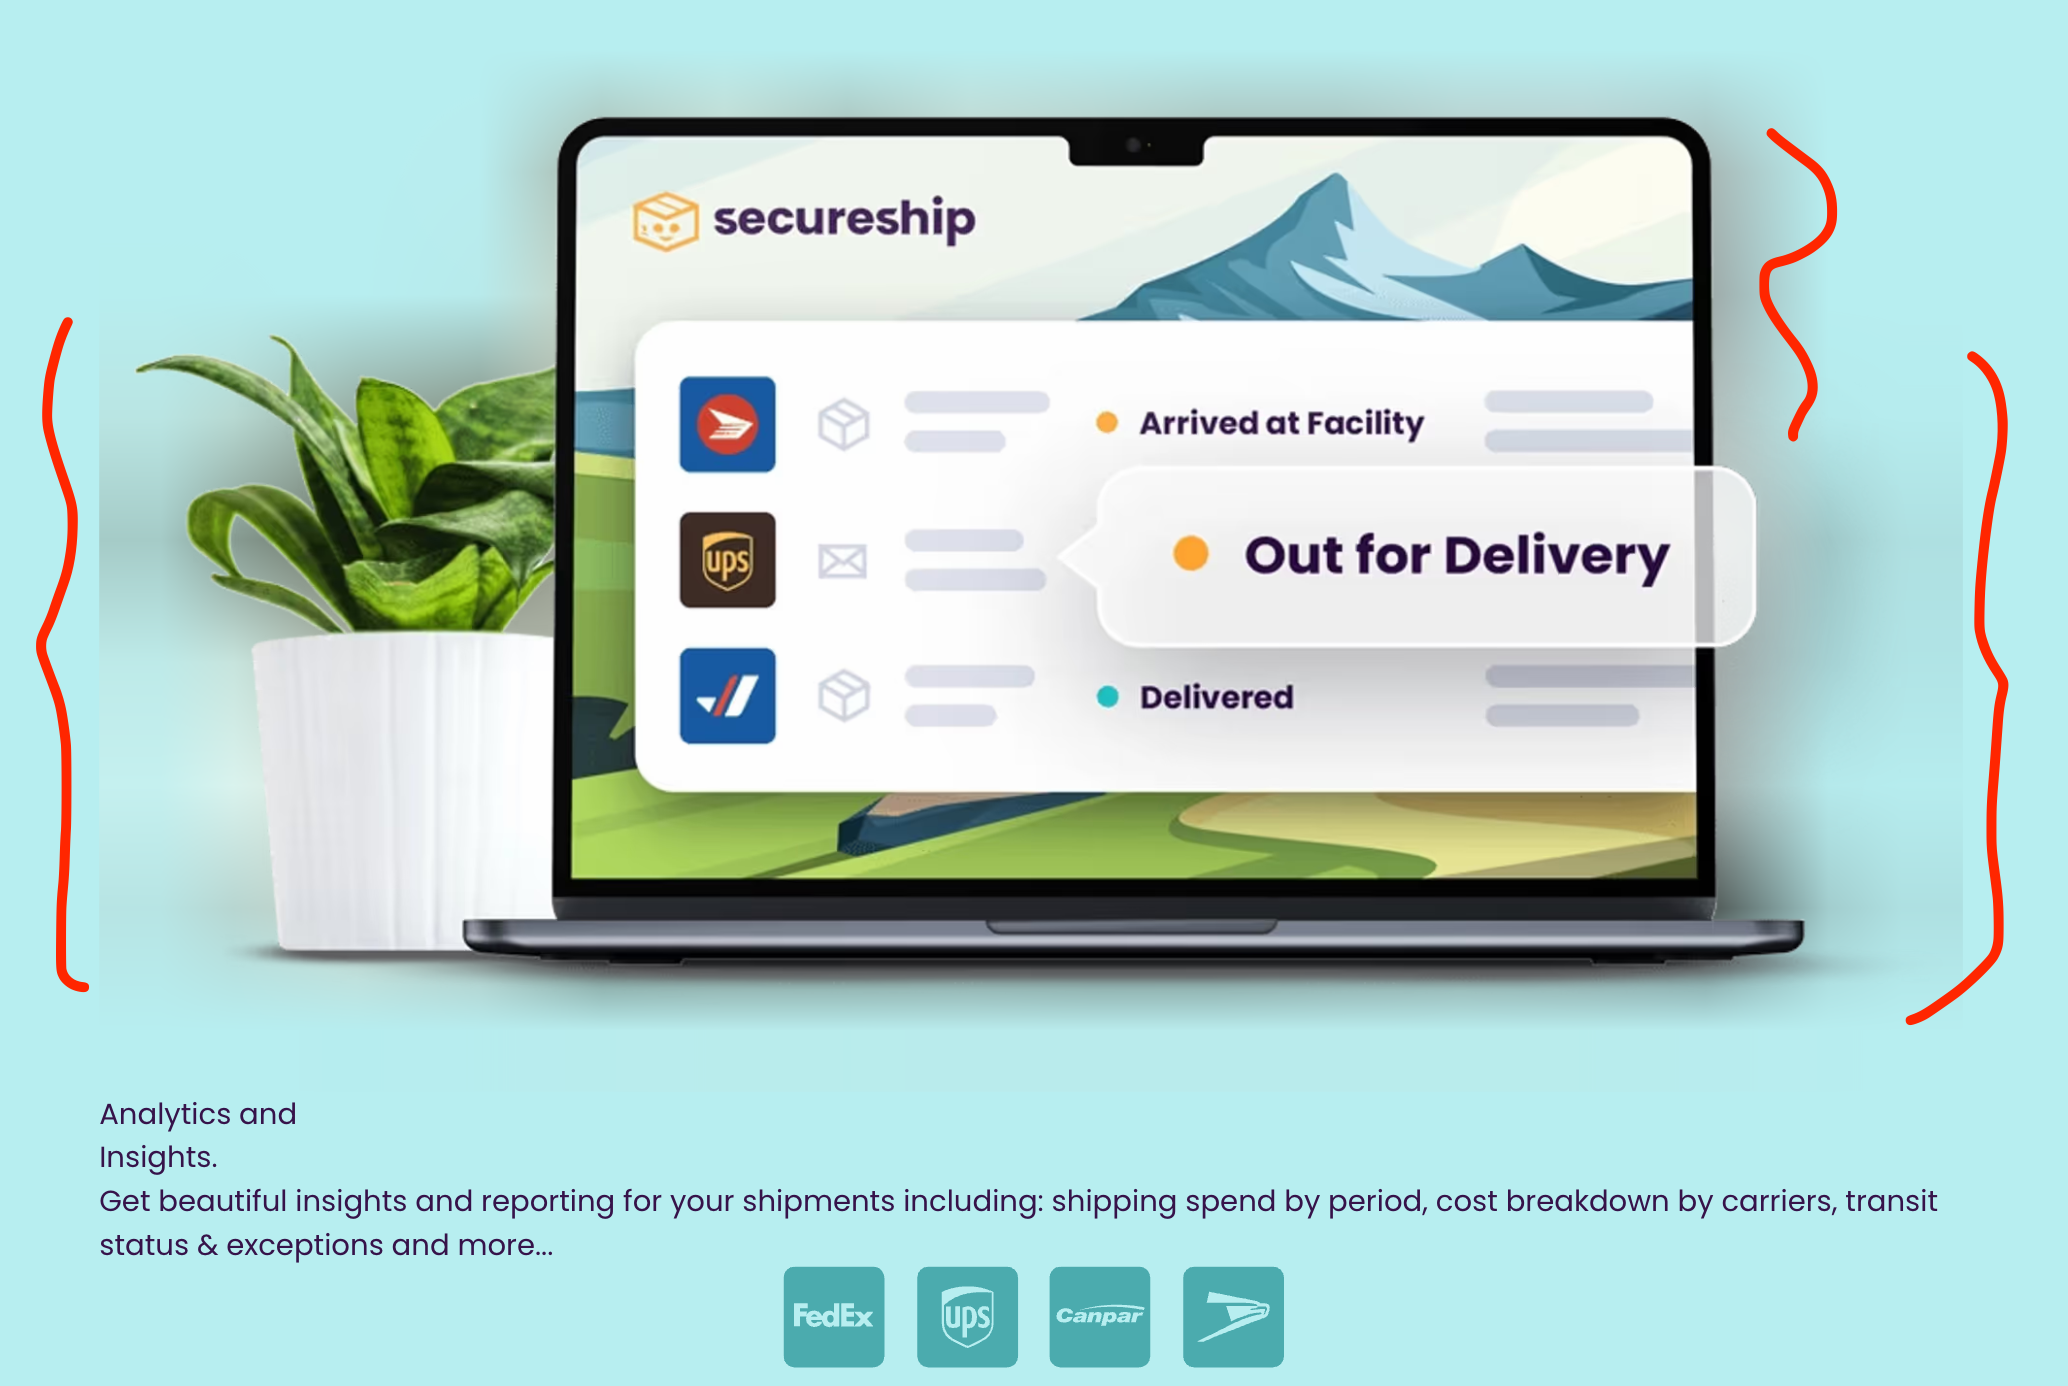 secureship
Arrived at Facility
ups
Out for Delivery
Delivered
Analytics and
Insights.
Get beautiful insights and reporting for your shipments including: shipping spend by period, cost breakdown by carriers, transit
status & exceptions and more...
FedEx
ups
Canpar